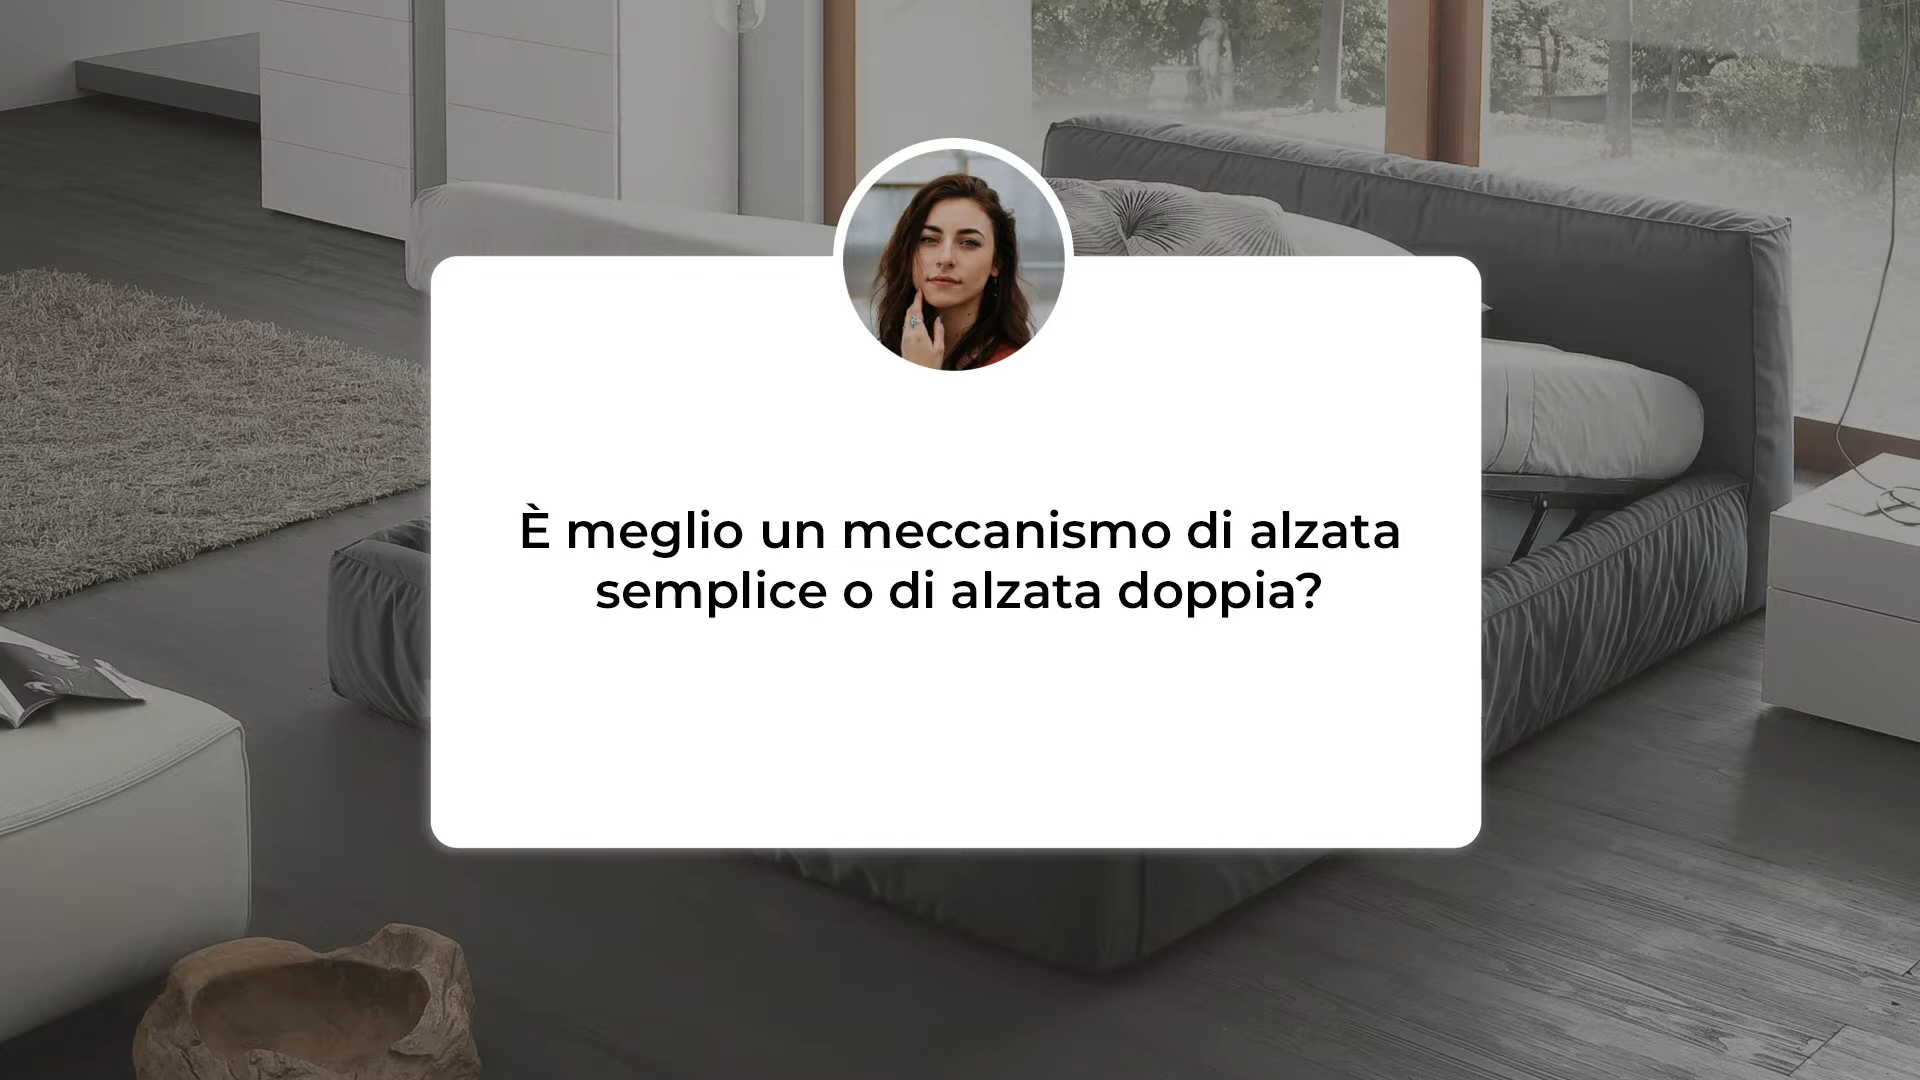 È meglio un meccanismo di alzata
semplice o di alzata doppia?